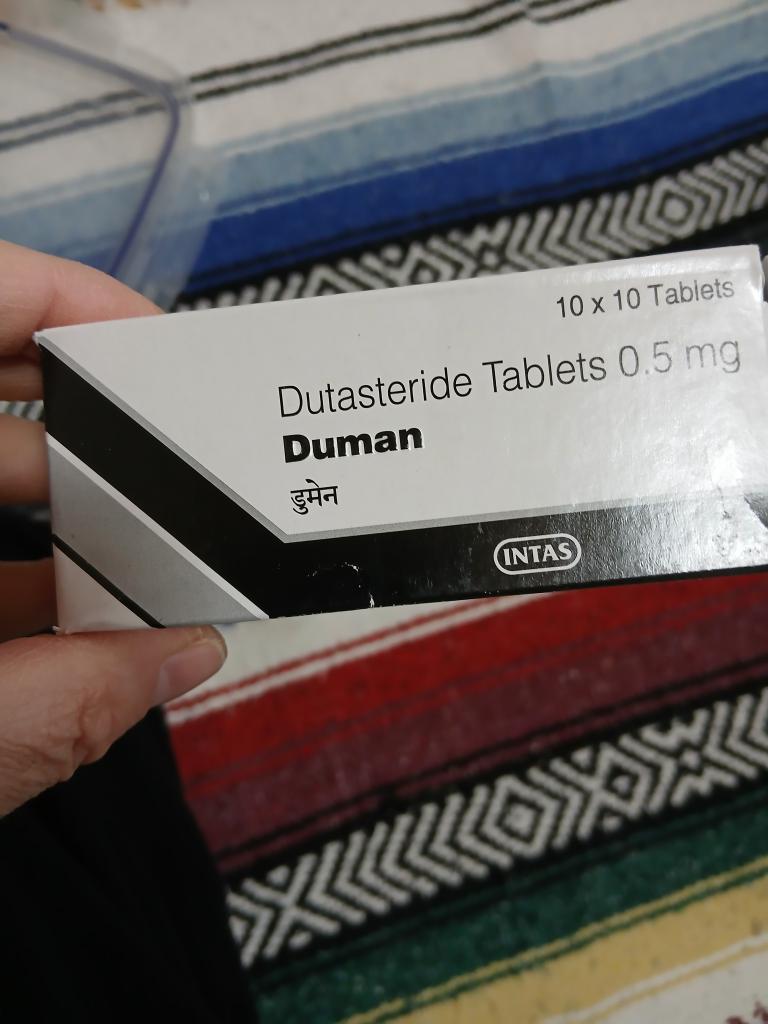 10 x 10 Tablets
Dutasteride Tablets 0.5 mg
Duman
डुमेन
INTAS